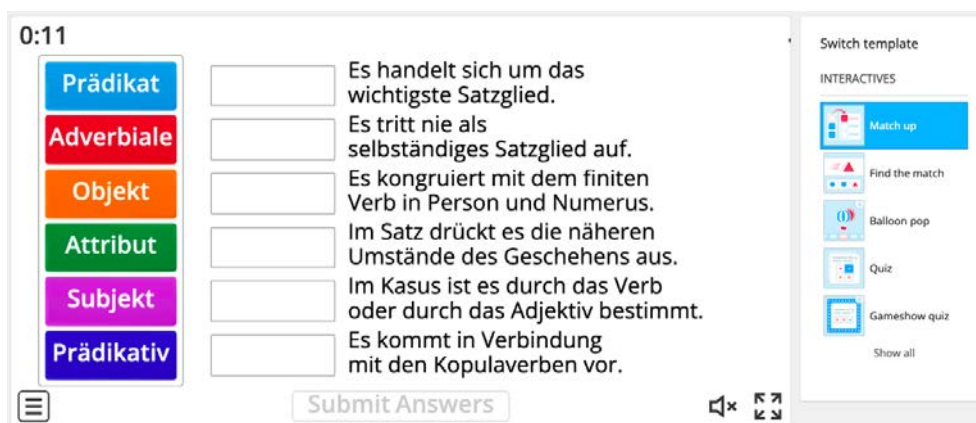 0:11
Prädikat
Adverbiale
Objekt
Attribut
Subjekt
Prädikativ
Es handelt sich um das
wichtigste Satzglied.
Es tritt nie als
selbständiges Satzglied auf.
Es kongruiert mit dem finiten
Verb in Person und Numerus.
Im Satz drückt es die näheren
Umstände des Geschehens aus.
Im Kasus ist es durch das Verb
oder durch das Adjektiv bestimmt.
Es kommt in Verbindung
mit den Kopulaverben vor.
Submit Answers
Switch template
INTERACTIVES
Match up
Find the match
Balloon pop
Quiz
Gameshow quiz
Show all